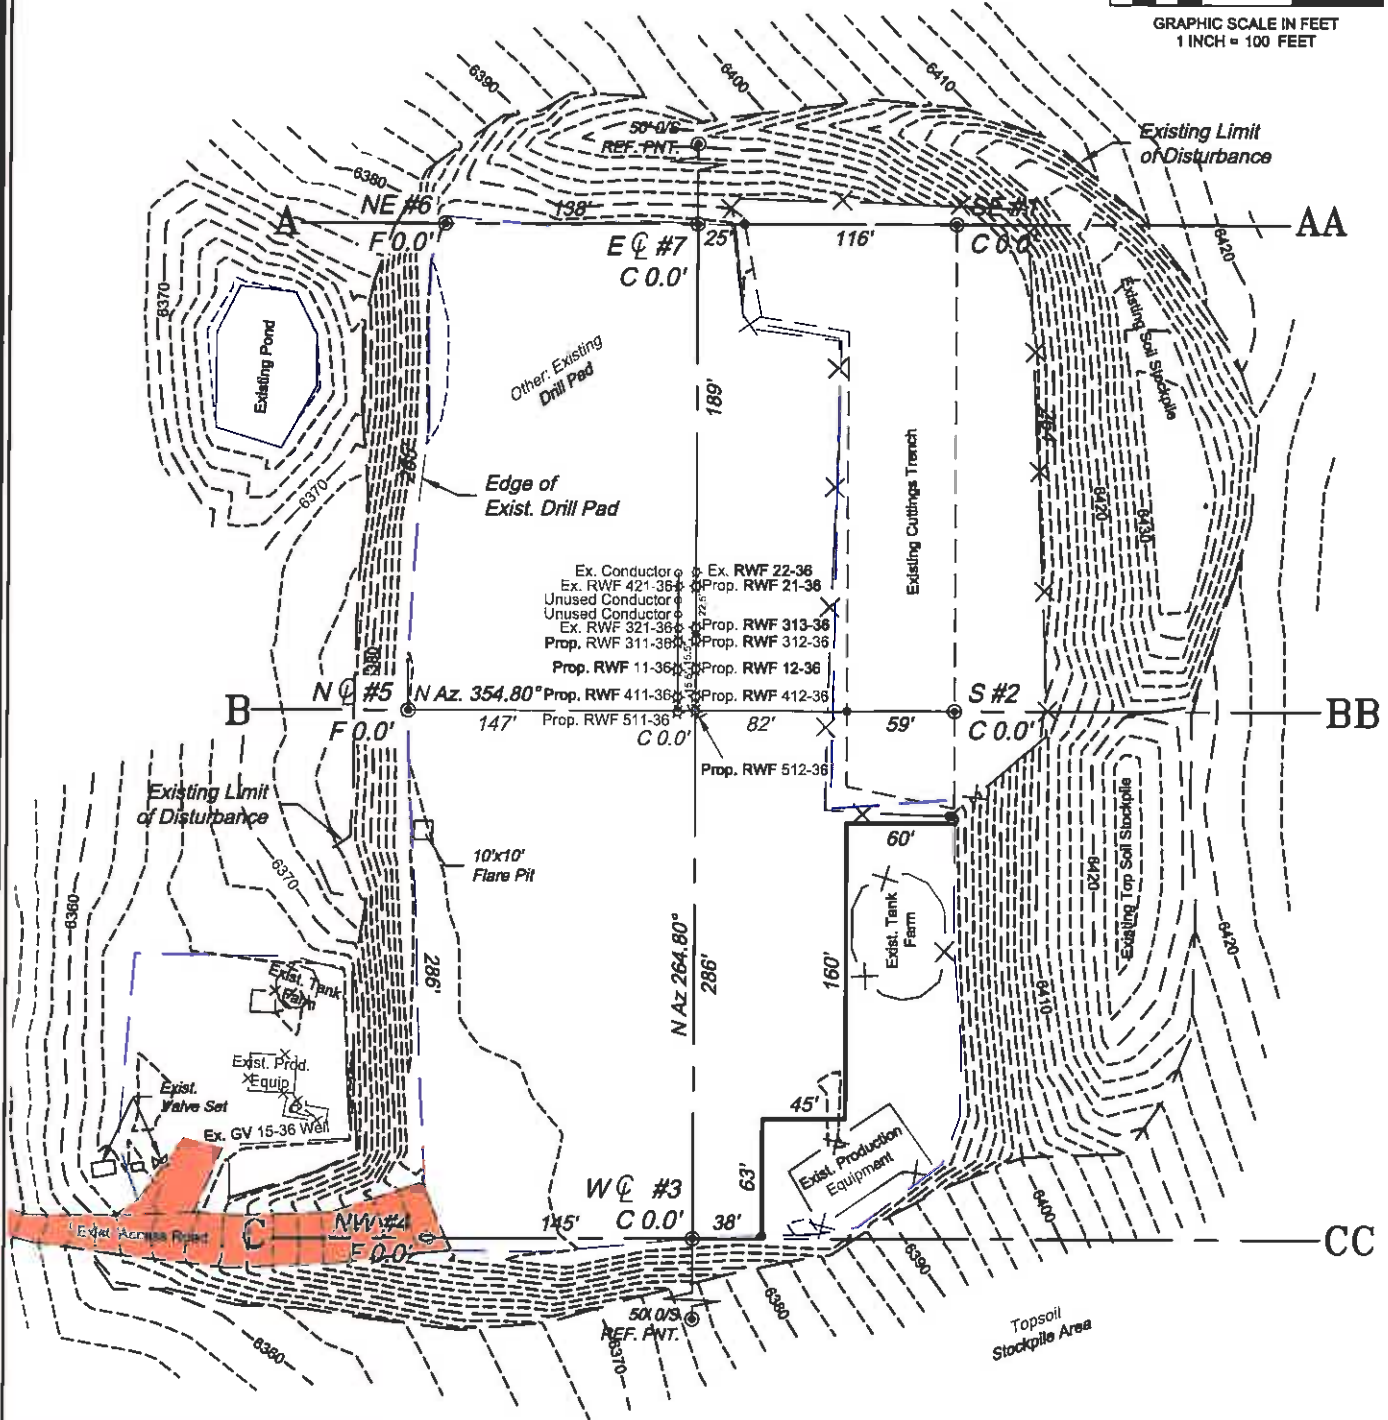 GRAPHIC SCALE IN FEET
1 INCH = 100 FEET
6390
6400
6410
50' O/S
REF. PNT.
Existing Limit
of Disturbance
6380
NE #6
138'
A
F 0.0'
E ℄ #7
C 0.0'
25'
116'
SE #1
C 0.0'
AA
6420
6370
Existing Pond
Other: Existing
Drill Pad
189'
Existing Soil Stockpile
6370
Edge of
Exist. Drill Pad
Existing Cuttings Trench
6420
6430
Ex. Conductor
Ex. RWF 22-36
Ex. RWF 421-36
Prop. RWF 21-36
Unused Conductor
22.5'
Unused Conductor
Ex. RWF 321-36
Prop. RWF 313-36
Prop. RWF 311-36
Prop. RWF 312-36
Prop. RWF 11-36
Prop. RWF 12-36
6380
N ℄ #5
N Az. 354.80°
Prop. RWF 411-36
Prop. RWF 412-36
S #2
B
F 0.0'
147'
Prop. RWF 511-36
C 0.0'
82'
59'
C 0.0'
BB
Prop. RWF 512-36
Existing Limit
of Disturbance
60'
10'x10'
Flare Pit
6370
6360
Exist. Tank
Farm
6420
Existing Top Soil Stockpile
6420
286'
N Az 264.80°
286'
160'
6410
Exist. Tank
Farm
Exist. Prod.
Equip
Exist.
Valve Set
Ex. GV 15-36 Well
45'
Exist. Production
Equipment
63'
W ℄ #3
C 0.0'
38'
145'
NW #4
F 0.0'
C
Exist. Access Road
CC
6400
6390
6380
50' O/S
REF. PNT.
6370
6360
Topsoil
Stockpile Area